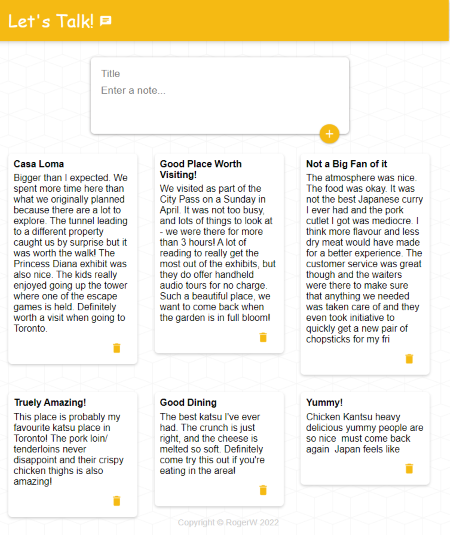 Let's Talk!
Title
Enter a note...
Casa Loma
Bigger than I expected. We
spent more time here than
what we originally planned
because there are a lot to
explore. The tunnel leading
to a different property
caught us by surprise but it
was worth the walk! The
Princess Diana exhibit was
also nice. The kids really
enjoyed going up the tower
where one of the escape
games is held. Definitely
worth a visit when going to
Toronto.
Good Place Worth
Visiting!
We visited as part of the
City Pass on a Sunday in
April. It was not too busy,
and lots of things to look at
- we were there for more
than 3 hours! A lot of
reading to really get the
most out of the exhibits, but
they do offer handheld
audio tours for no charge.
Such a beautiful place, we
want to come back when
the garden is in full bloom!
Not a Big Fan of it
The atmosphere was nice.
The food was okay. It was
not the best Japanese curry
I ever had and the pork
cutlet I got was mediocre. I
think more flavour and less
dry meat would have made
for a better experience. The
customer service was great
though and the waiters
were there to make sure
that anything we needed
was taken care of and they
even took initiative to
quickly get a new pair of
chopsticks for my fri
Truely Amazing!
This place is probably my
favourite katsu place in
Toronto! The pork loin/
tenderloins never
disappoint and their crispy
chicken thighs is also
amazing!
Good Dining
The best katsu I've ever
had. The crunch is just
right, and the cheese is
melted so soft. Definitely
come try this out if you're
eating in the area!
Yummy!
Chicken Kantsu heavy
delicious yummy people are
so nice  must come back
again  Japan feels like
Copyright © RogerW 2022